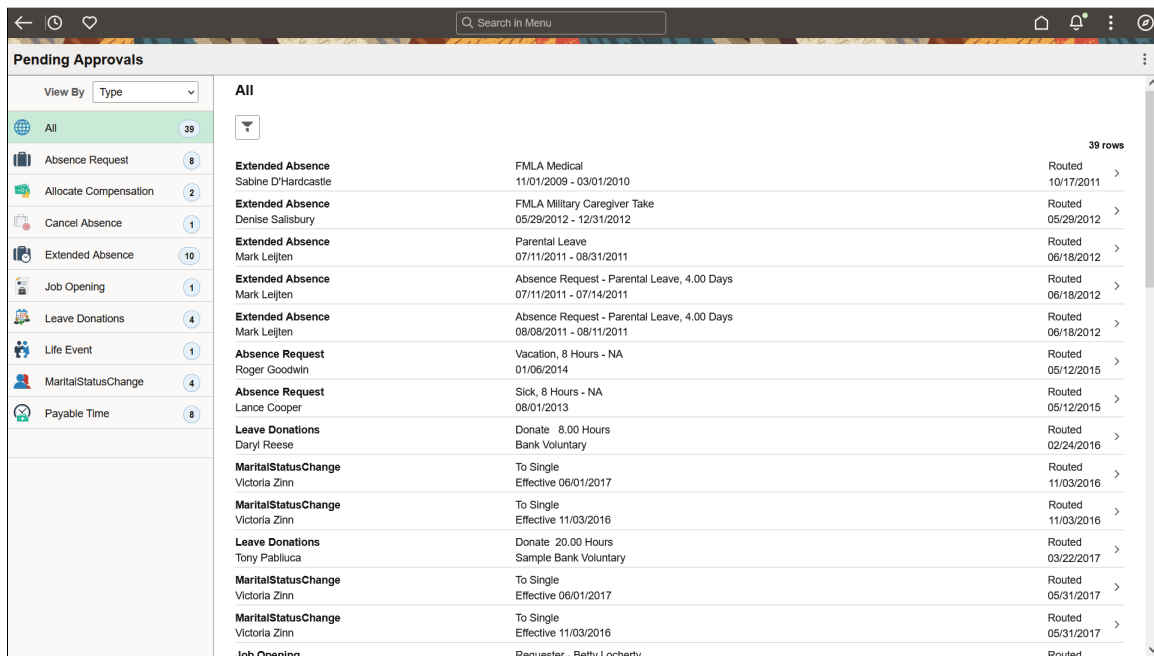 Search in Menu
Pending Approvals
View By Type
All 39
Absence Request 8
Allocate Compensation 2
Cancel Absence 1
Extended Absence 10
Job Opening 1
Leave Donations 4
Life Event 1
MaritalStatusChange 4
Payable Time 8
All
39 rows
Extended Absence FMLA Medical Routed
Sabine D'Hardcastle 11/01/2009 - 03/01/2010 10/17/2011
Extended Absence FMLA Military Caregiver Take Routed
Denise Salisbury 05/29/2012 - 12/31/2012 05/29/2012
Extended Absence Parental Leave Routed
Mark Leijten 07/11/2011 - 08/31/2011 06/18/2012
Extended Absence Absence Request - Parental Leave, 4.00 Days Routed
Mark Leijten 07/11/2011 - 07/14/2011 06/18/2012
Extended Absence Absence Request - Parental Leave, 4.00 Days Routed
Mark Leijten 08/08/2011 - 08/11/2011 06/18/2012
Absence Request Vacation, 8 Hours - NA Routed
Roger Goodwin 01/06/2014 05/12/2015
Absence Request Sick, 8 Hours - NA Routed
Lance Cooper 08/01/2013 05/12/2015
Leave Donations Donate 8.00 Hours Routed
Daryl Reese Bank Voluntary 02/24/2016
MaritalStatusChange To Single Routed
Victoria Zinn Effective 06/01/2017 11/03/2016
MaritalStatusChange To Single Routed
Victoria Zinn Effective 11/03/2016 11/03/2016
Leave Donations Donate 20.00 Hours Routed
Tony Pabliuca Sample Bank Voluntary 03/22/2017
MaritalStatusChange To Single Routed
Victoria Zinn Effective 06/01/2017 05/31/2017
MaritalStatusChange To Single Routed
Victoria Zinn Effective 11/03/2016 05/31/2017
Job Opening Requester - Betty Locherty Routed